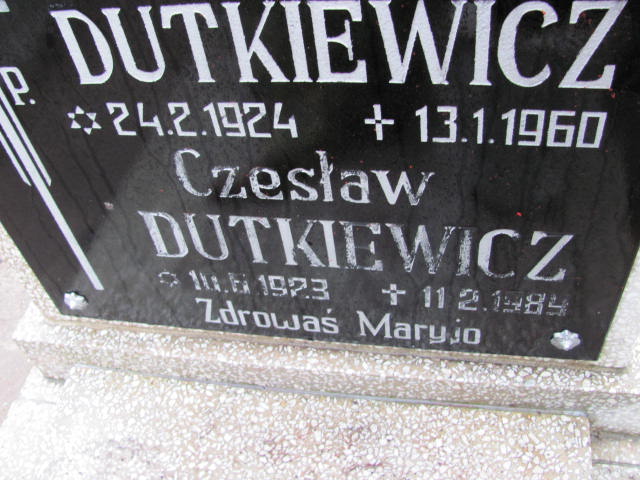 DUTKIEWICZ
P.
✡ 24.2.1924 ✝ 13.1.1960
Czesław
DUTKIEWICZ
✡ 10.6.1923 ✝ 11.2.1989
Zdrowaś Maryjo